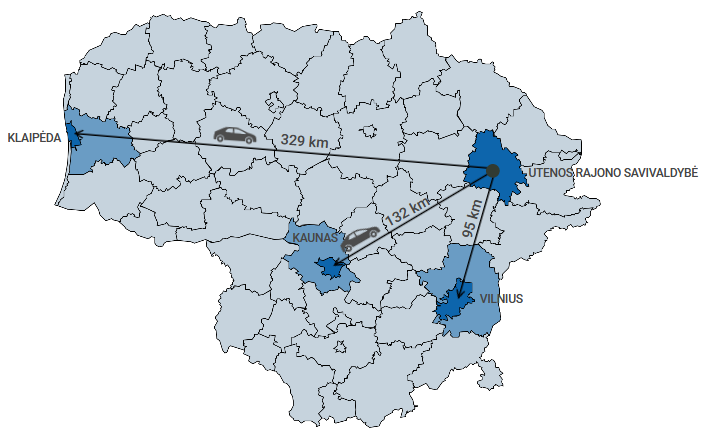 KLAIPĖDA
329 km
UTENOS RAJONO SAVIVALDYBĖ
132 km
95 km
KAUNAS
VILNIUS